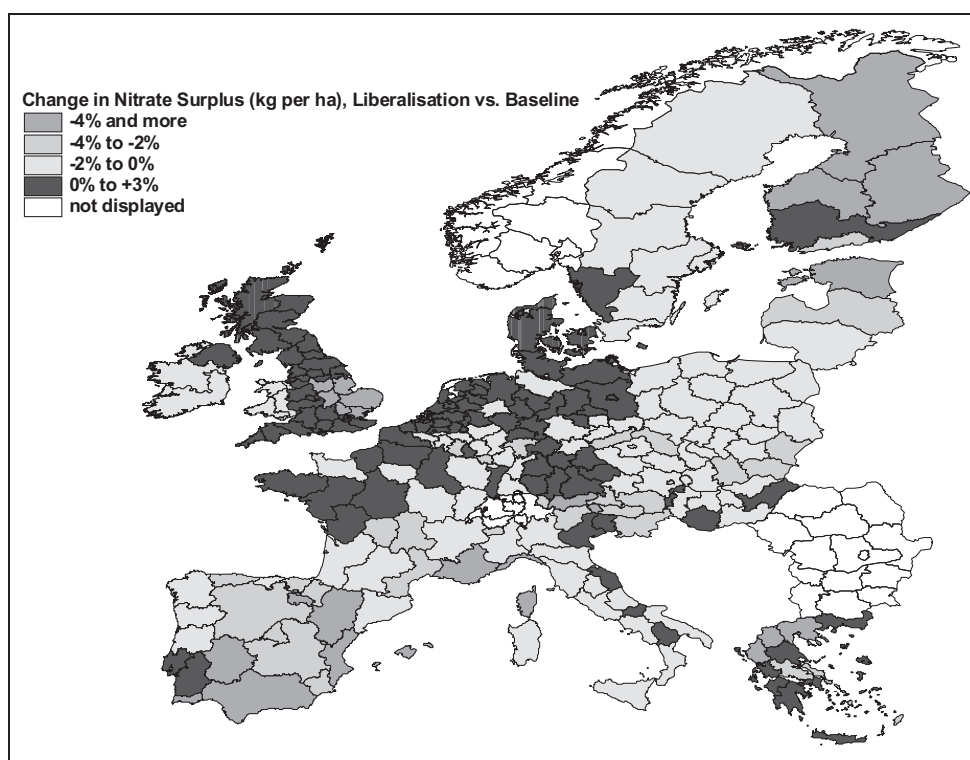 Change in Nitrate Surplus (kg per ha), Liberalisation vs. Baseline
-4% and more
-4% to -2%
-2% to 0%
0% to +3%
not displayed